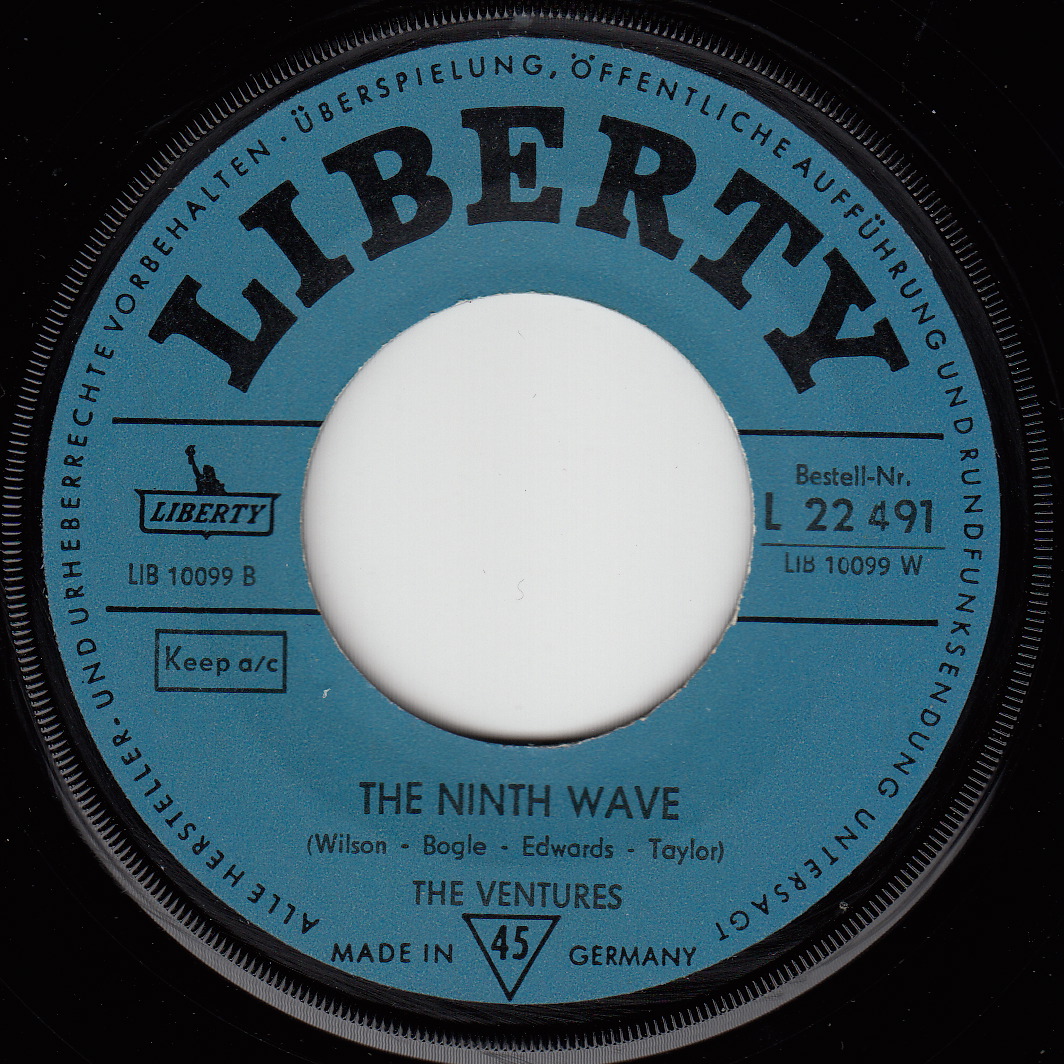 ALLE HERSTELLER- UND URHEBERRECHTE VORBEHALTEN · ÜBERSPIELUNG, ÖFFENTLICHE AUFFÜHRUNG UND RUNDFUNKSENDUNG UNTERSAGT
LIBERTY
LIBERTY
LIB 10099 B
Bestell-Nr.
L 22 491
LIB 10099 W
Keep a/c
THE NINTH WAVE
(Wilson - Bogle - Edwards - Taylor)
THE VENTURES
MADE IN 45 GERMANY